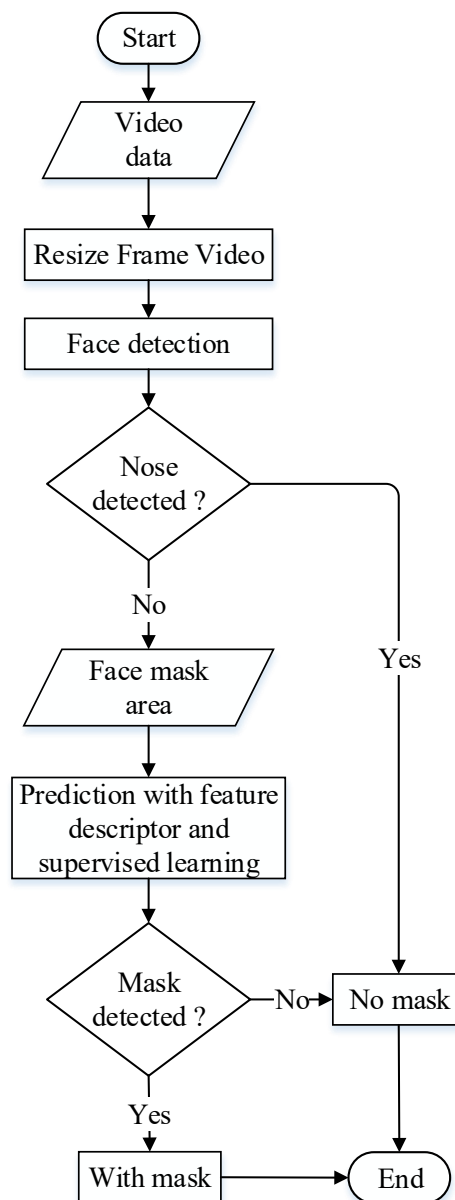 Start
Video
data
Resize Frame Video
Face detection
Nose
detected ?
No
Yes
Face mask
area
Prediction with feature
descriptor and
supervised learning
Mask
detected ?
No
No mask
Yes
With mask
End